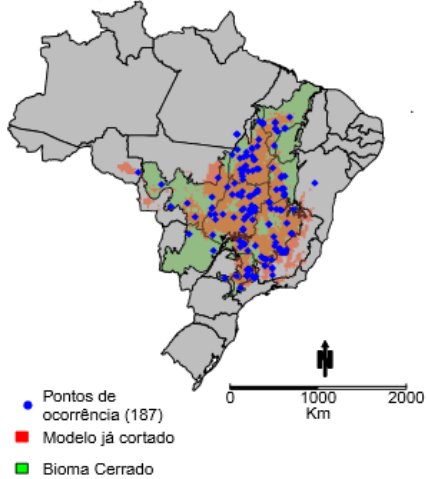 N
0 1000 2000
Km
Pontos de
ocorrência (187)
Modelo já cortado
Bioma Cerrado